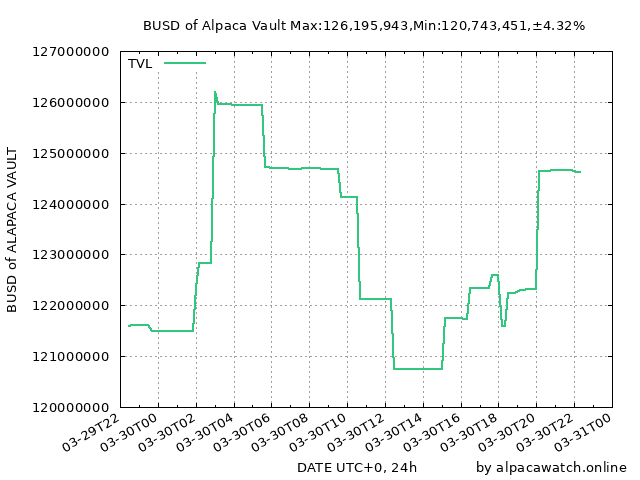 BUSD of Alpaca Vault Max:126,195,943,Min:120,743,451,±4.32%
TVL
127000000
126000000
125000000
124000000
123000000
122000000
121000000
120000000
BUSD of ALAPACA VAULT
03-29T22
03-30T00
03-30T02
03-30T04
03-30T06
03-30T08
03-30T10
03-30T12
03-30T14
03-30T16
03-30T18
03-30T20
03-30T22
03-31T00
DATE UTC+0, 24h
by alpacawatch.online